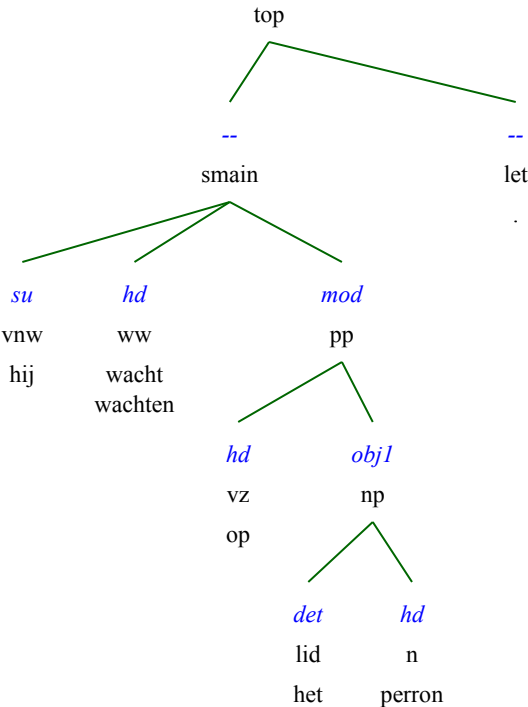 top
-- --
smain let
.
su hd mod
vnw ww pp
hij wacht
wachten
hd obj1
vz np
op
det hd
lid n
het perron